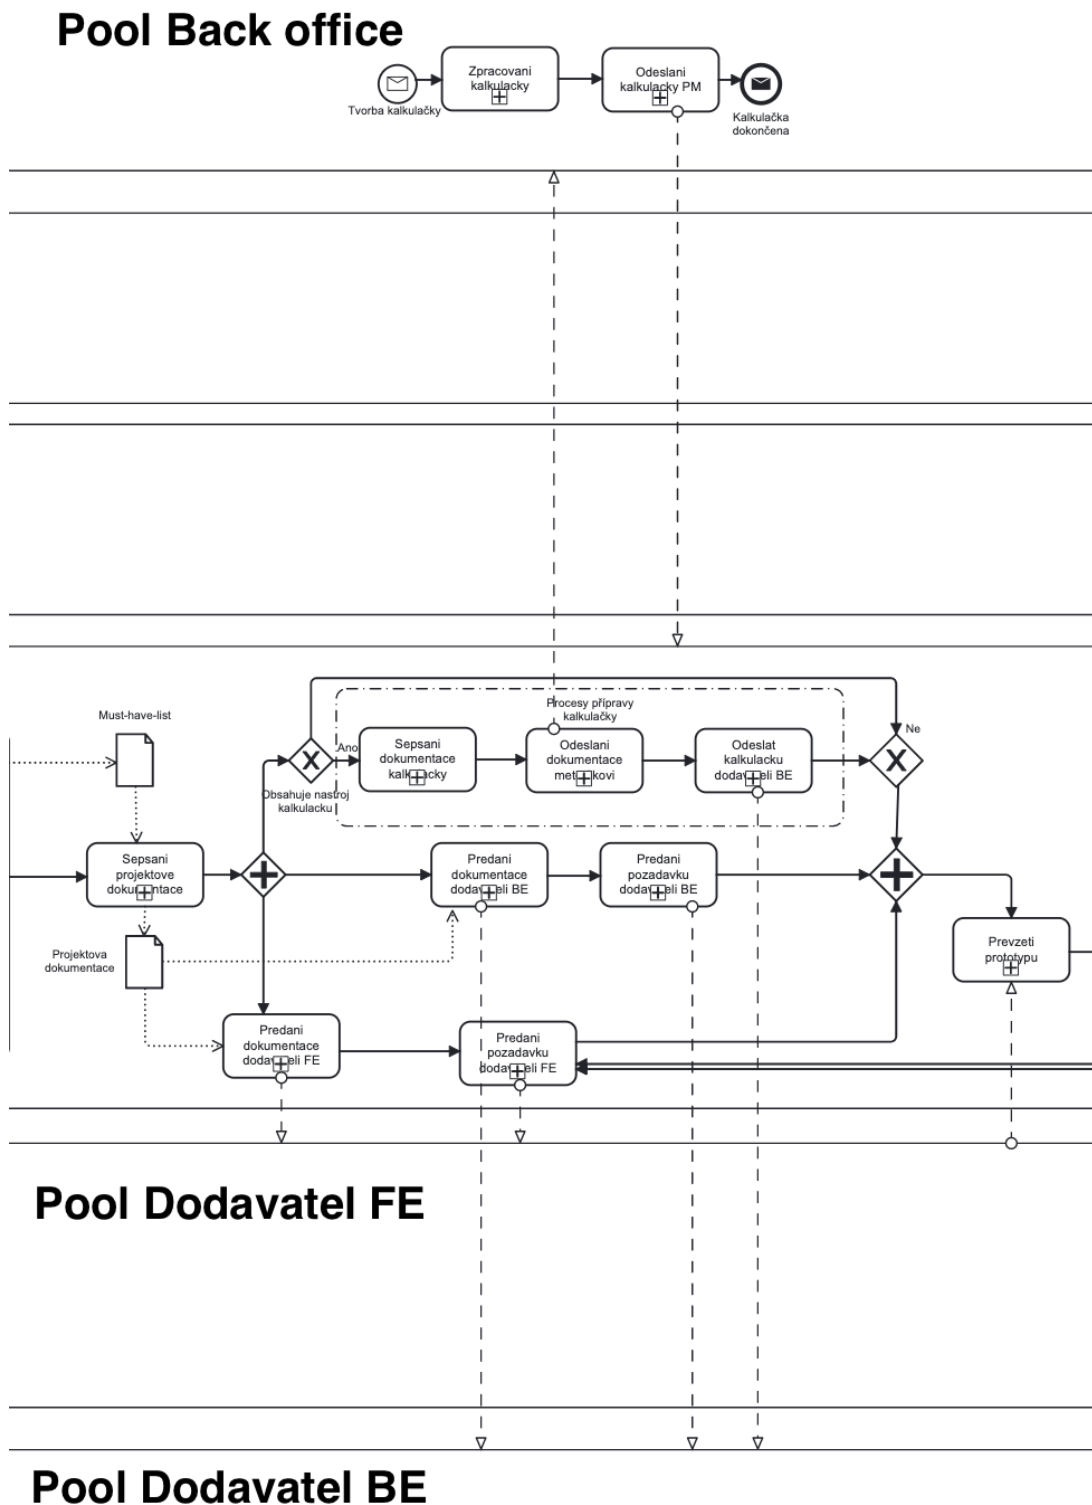 Pool Back office
Zpracovani
kalkulacky
Odeslani
kalkulacky PM
Tvorba kalkulačky
Kalkulačka
dokončena
Must-have-list
Procesy přípravy
kalkulačky
Ne
Ano
Sepsani
dokumentace
Odeslani
dokumentace
Odeslat
kalkulacku
dodavateli BE
Obsahuje nastroj
kalkulacku
Sepsani
projektove
dokumentace
Predani
dokumentace
dodavateli BE
Predani
pozadavku
dodavateli BE
Projektova
dokumentace
Prevzeti
prototypu
Predani
dokumentace
dodavateli FE
Predani
pozadavku
dodavateli FE
Pool Dodavatel FE
Pool Dodavatel BE